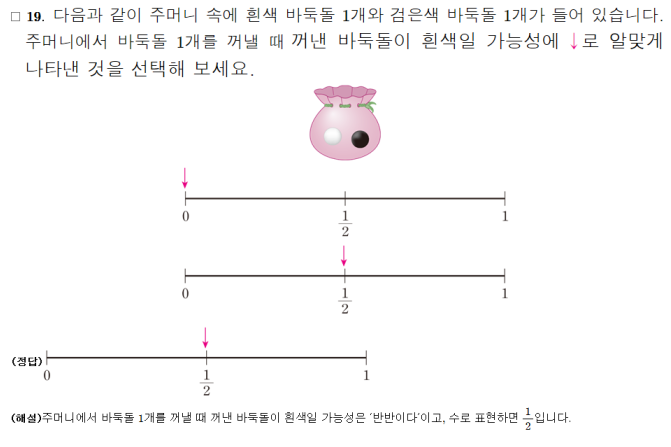 □ 19. 다음과 같이 주머니 속에 흰색 바둑돌 1개와 검은색 바둑돌 1개가 들어 있습니다.
주머니에서 바둑돌 1개를 꺼낼 때 꺼낸 바둑돌이 흰색일 가능성에 ↓로 알맞게
나타낸 것을 선택해 보세요.
0 1/2 1
0 1/2 1
(정답)
0 1/2 1
(해설)주머니에서 바둑돌 1개를 꺼낼 때 꺼낸 바둑돌이 흰색일 가능성은 ´반반이다´이고, 수로 표현하면 1/2입니다.